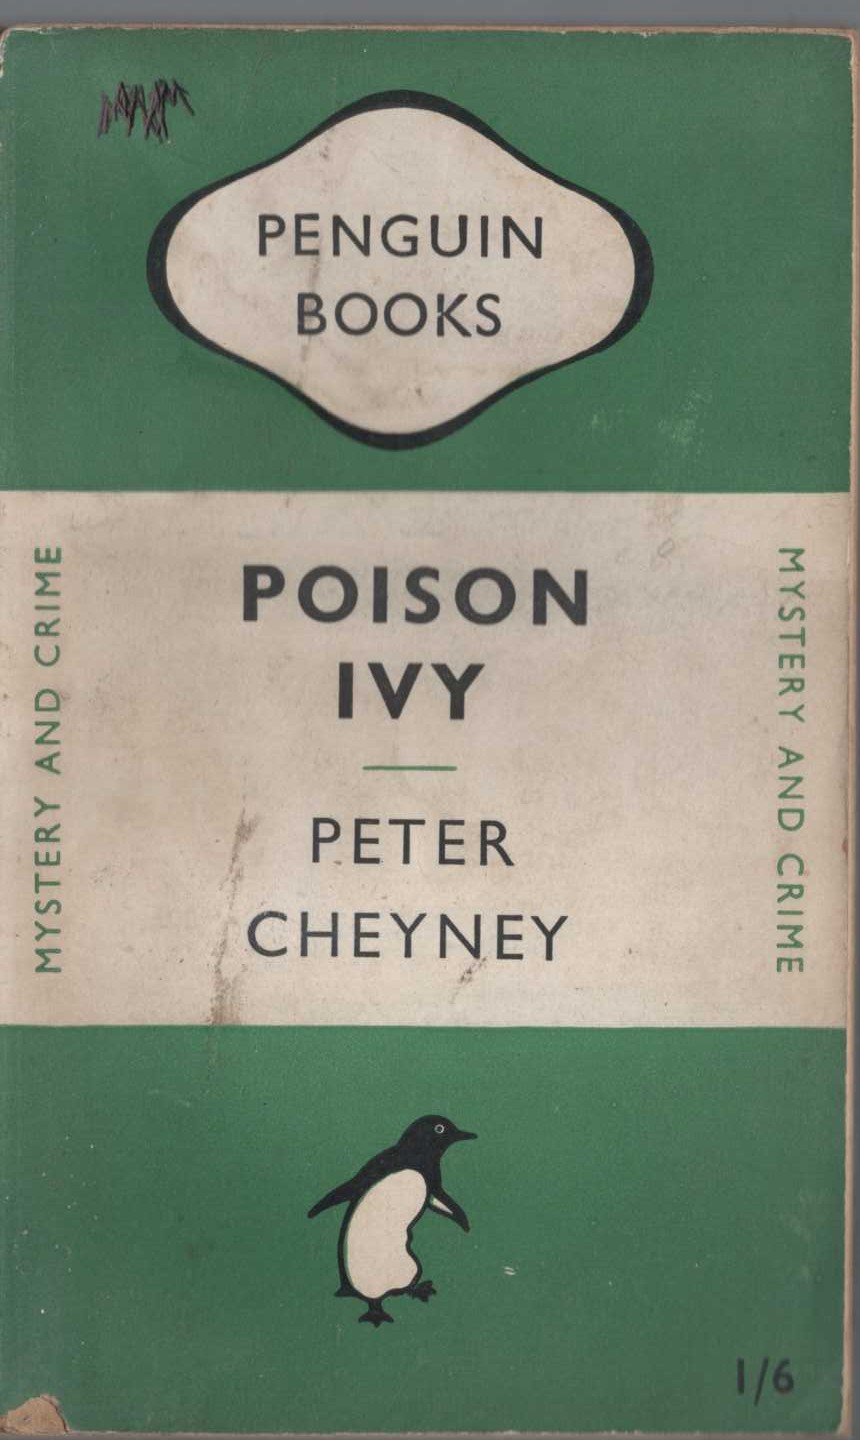 PENGUIN
BOOKS
MYSTERY AND CRIME
POISON
IVY
PETER
CHEYNEY
MYSTERY AND CRIME
1/6